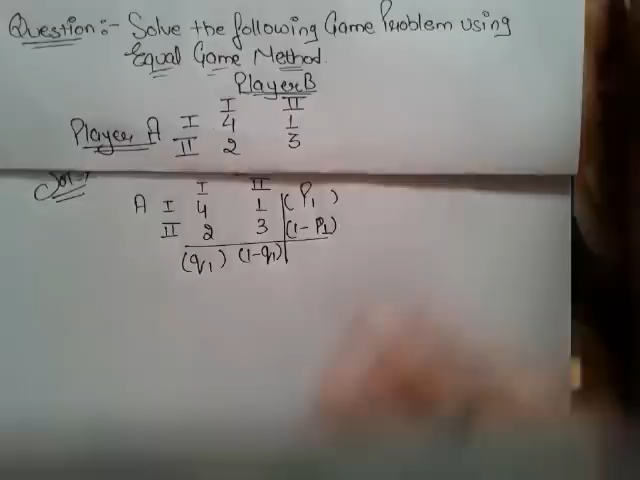 Question:- Solve the following Game Problem using
Equal Game Method.
Player B
I II
Player A I 4 1
II 2 3
Sol:-
I II
A I 4 1 (P1)
II 2 3 (1-P1)
(q1) (1-q1)